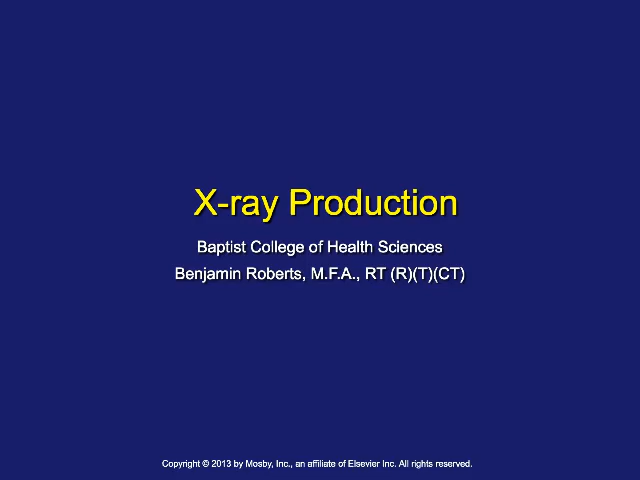 X-ray Production
Baptist College of Health Sciences
Benjamin Roberts, M.F.A., RT (R)(T)(CT)
Copyright © 2013 by Mosby, Inc., an affiliate of Elsevier Inc. All rights reserved.